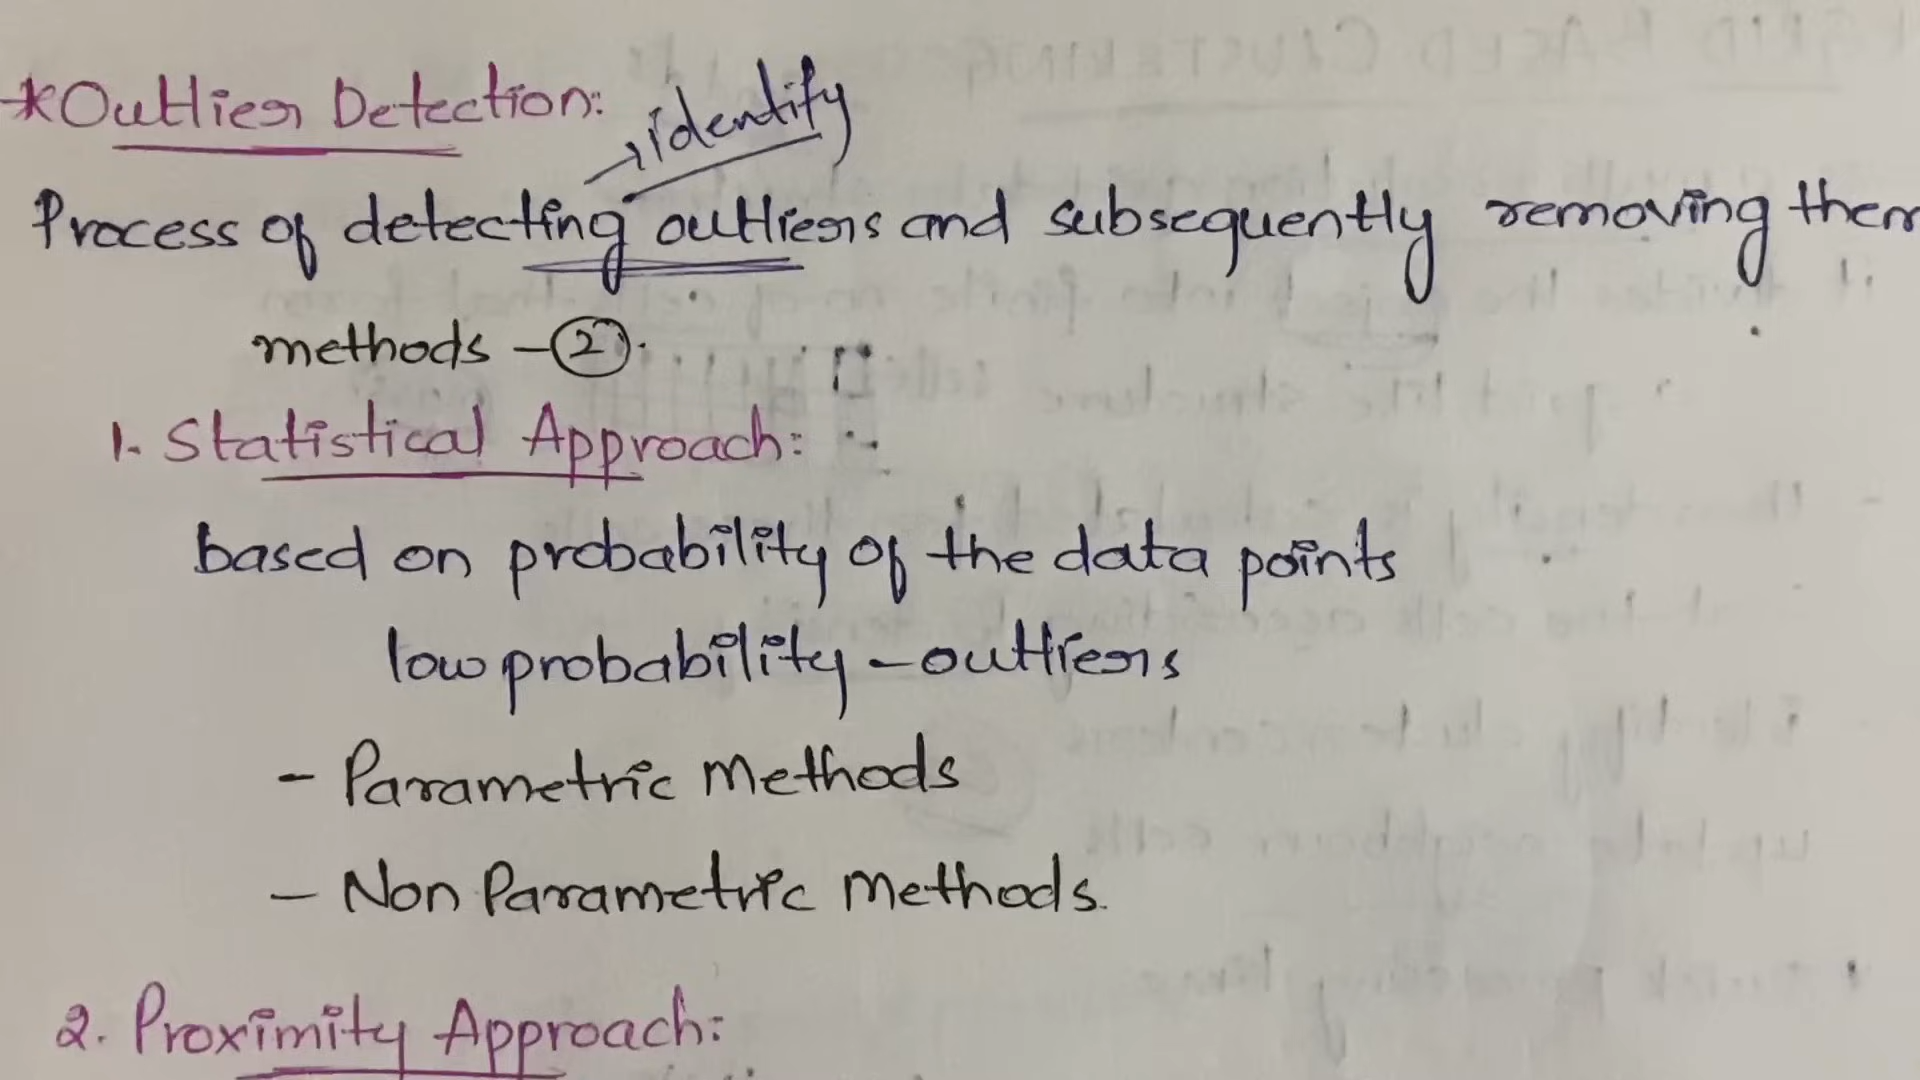 *Outlier Detection:
→identify
Process of detecting outliers and subsequently removing them
methods - ②.
1. Statistical Approach:
based on probability of the data points
low probability - outliers
- Parametric Methods
- Non Parametric Methods.
2. Proximity Approach: